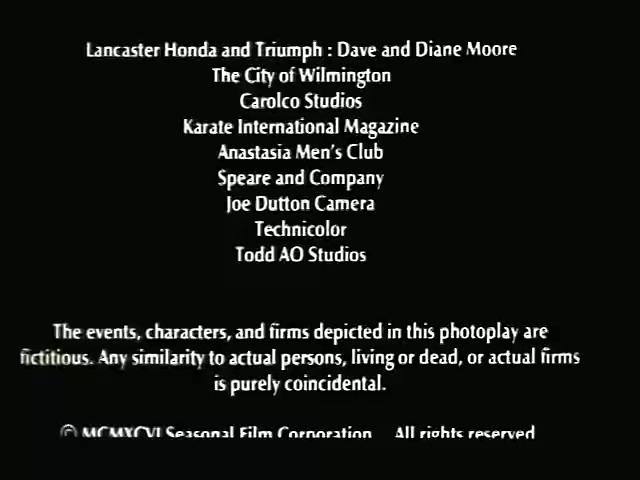 Lancaster Honda and Triumph : Dave and Diane Moore
The City of Wilmington
Carolco Studios
Karate International Magazine
Anastasia Men's Club
Speare and Company
Joe Dutton Camera
Technicolor
Todd AO Studios
The events, characters, and firms depicted in this photoplay are
fictitious. Any similarity to actual persons, living or dead, or actual firms
is purely coincidental.
© MCMXCVI Seasonal Film Corporation All rights reserved